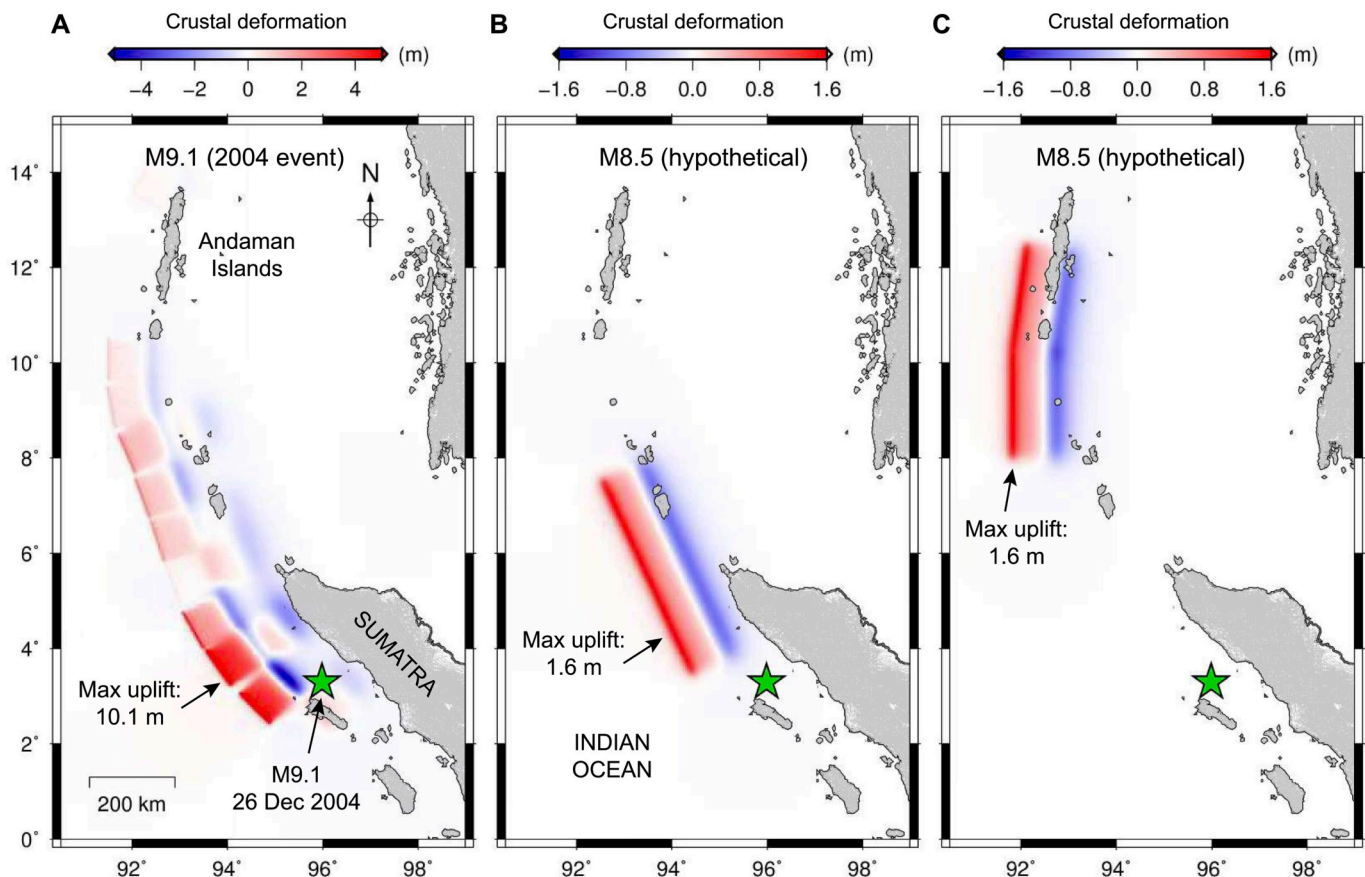 A
Crustal deformation
(m)
−4 −2 0 2 4
M9.1 (2004 event)
N
Andaman
Islands
SUMATRA
Max uplift:
10.1 m
M9.1
26 Dec 2004
200 km
14°
12°
10°
8°
6°
4°
2°
0°
92° 94° 96° 98°
B
Crustal deformation
(m)
−1.6 −0.8 0.0 0.8 1.6
M8.5 (hypothetical)
Max uplift:
1.6 m
INDIAN
OCEAN
92° 94° 96° 98°
C
Crustal deformation
(m)
−1.6 −0.8 0.0 0.8 1.6
M8.5 (hypothetical)
Max uplift:
1.6 m
92° 94° 96° 98°